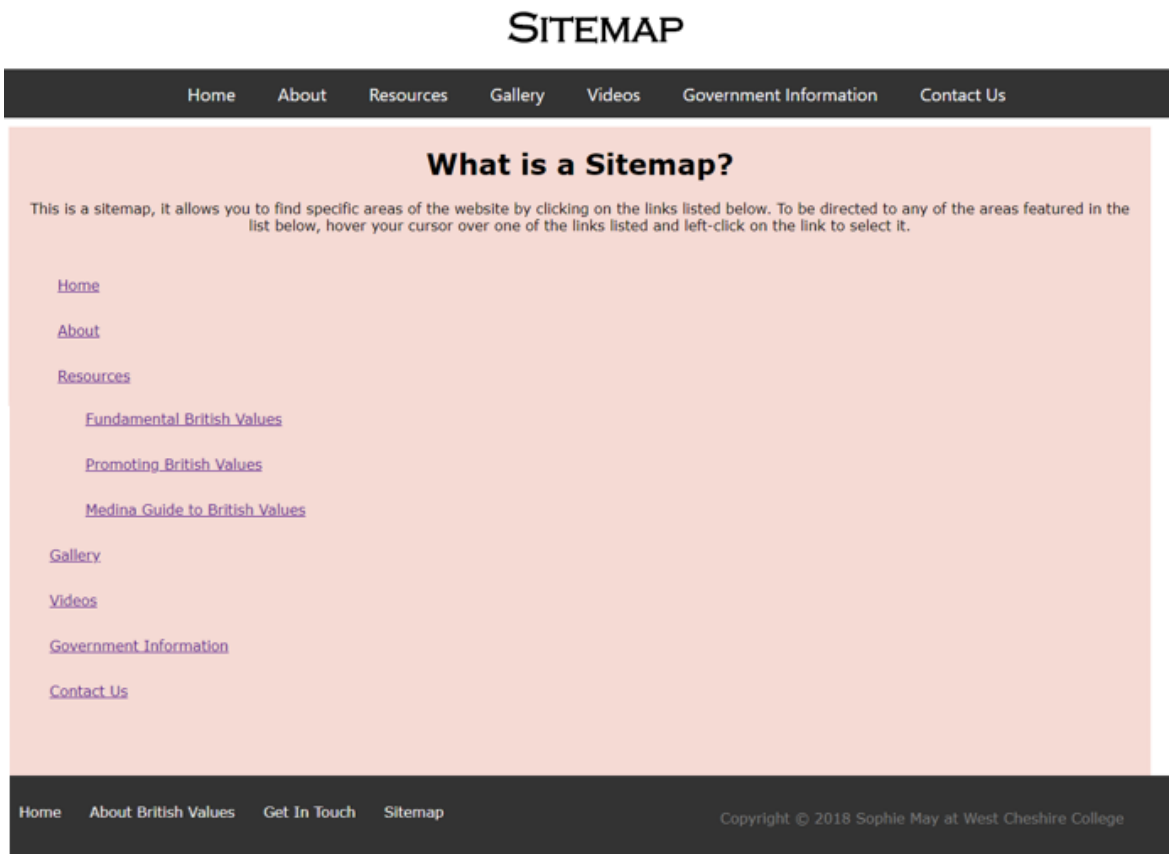 SITEMAP
Home About Resources Gallery Videos Government Information Contact Us
What is a Sitemap?
This is a sitemap, it allows you to find specific areas of the website by clicking on the links listed below. To be directed to any of the areas featured in the
list below, hover your cursor over one of the links listed and left-click on the link to select it.
Home
About
Resources
Fundamental British Values
Promoting British Values
Medina Guide to British Values
Gallery
Videos
Government Information
Contact Us
Home About British Values Get In Touch Sitemap Copyright © 2018 Sophie May at West Cheshire College